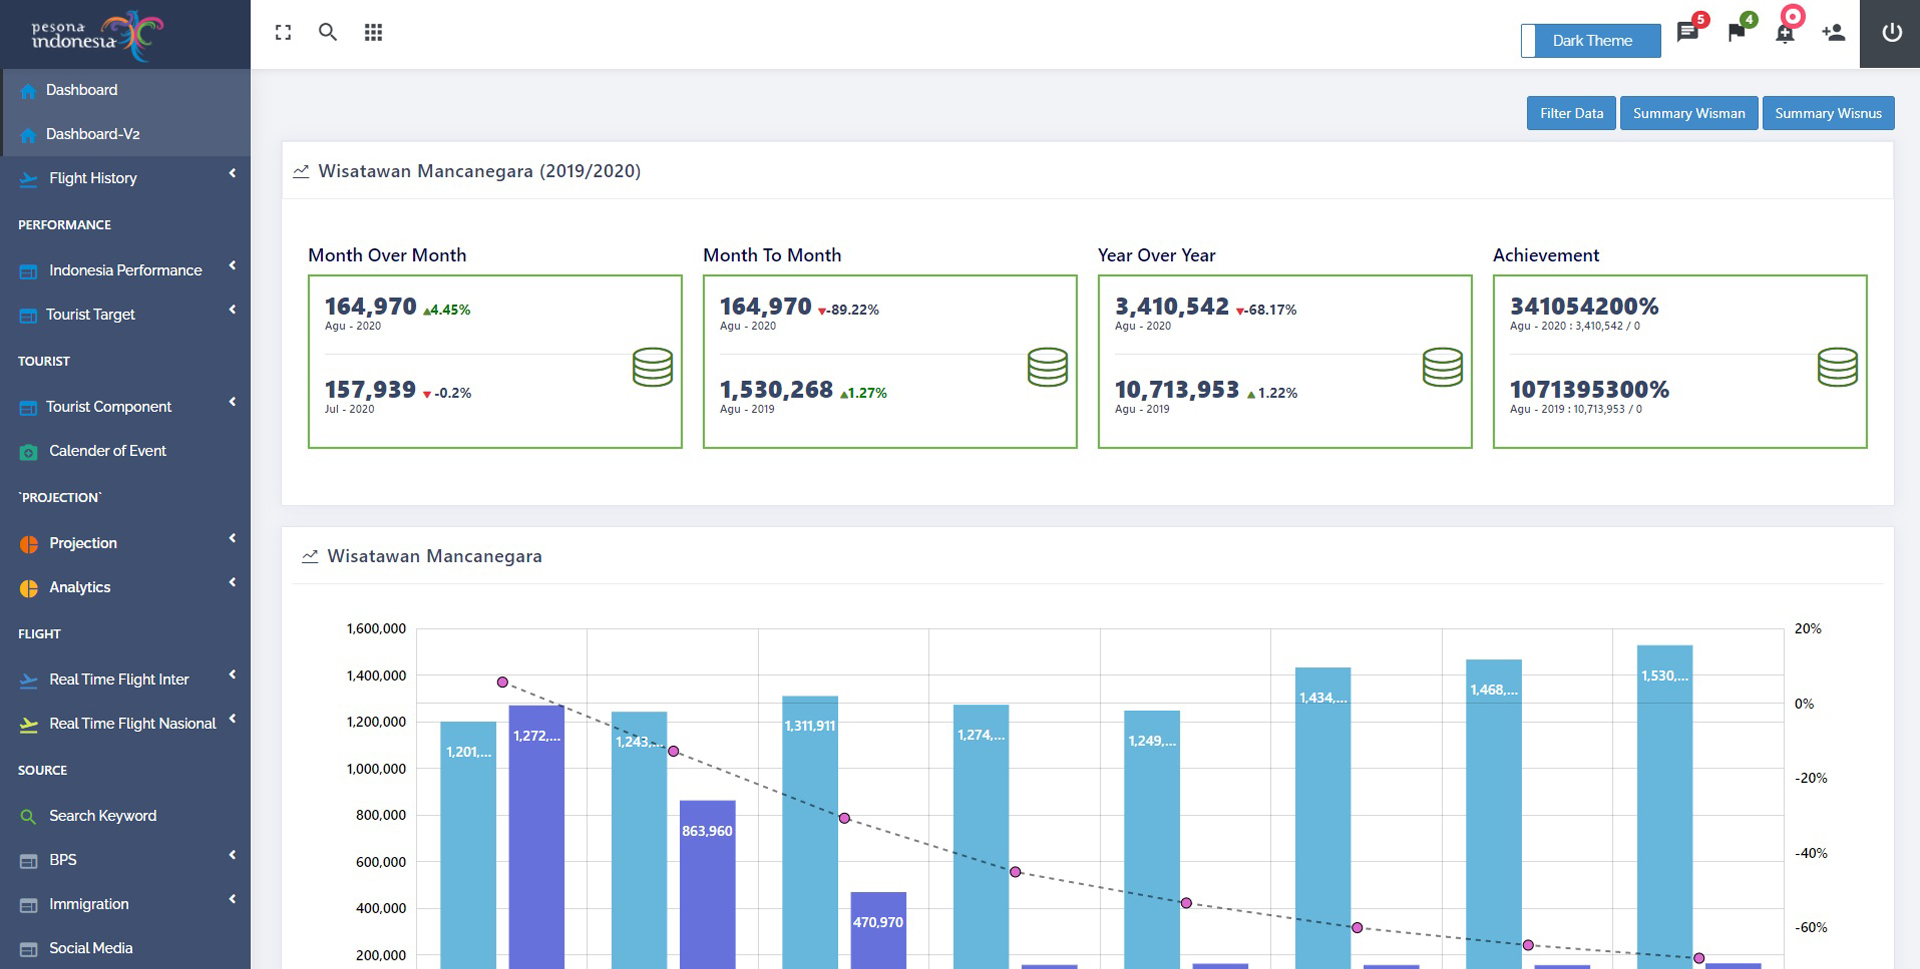 pesona
indonesia
5
4
Dark Theme
Dashboard
Dashboard-V2
Flight History
PERFORMANCE
Indonesia Performance
Tourist Target
TOURIST
Tourist Component
Calender of Event
`PROJECTION`
Projection
Analytics
FLIGHT
Real Time Flight Inter
Real Time Flight Nasional
SOURCE
Search Keyword
BPS
Immigration
Social Media
Filter Data
Summary Wisman
Summary Wisnus
Wisatawan Mancanegara (2019/2020)
Month Over Month
164,970 4.45%
Agu - 2020
157,939 -0.2%
Jul - 2020
Month To Month
164,970 -89.22%
Agu - 2020
1,530,268 1.27%
Agu - 2019
Year Over Year
3,410,542 -68.17%
Agu - 2020
10,713,953 1.22%
Agu - 2019
Achievement
341054200%
Agu - 2020 : 3,410,542 / 0
1071395300%
Agu - 2019 : 10,713,953 / 0
Wisatawan Mancanegara
1,600,000
1,400,000
1,200,000
1,000,000
800,000
600,000
400,000
200,000
1,201,...
1,272,...
1,243,...
863,960
1,311,911
470,970
1,274,...
1,249,...
1,434,...
1,468,...
1,530,...
20%
0%
-20%
-40%
-60%